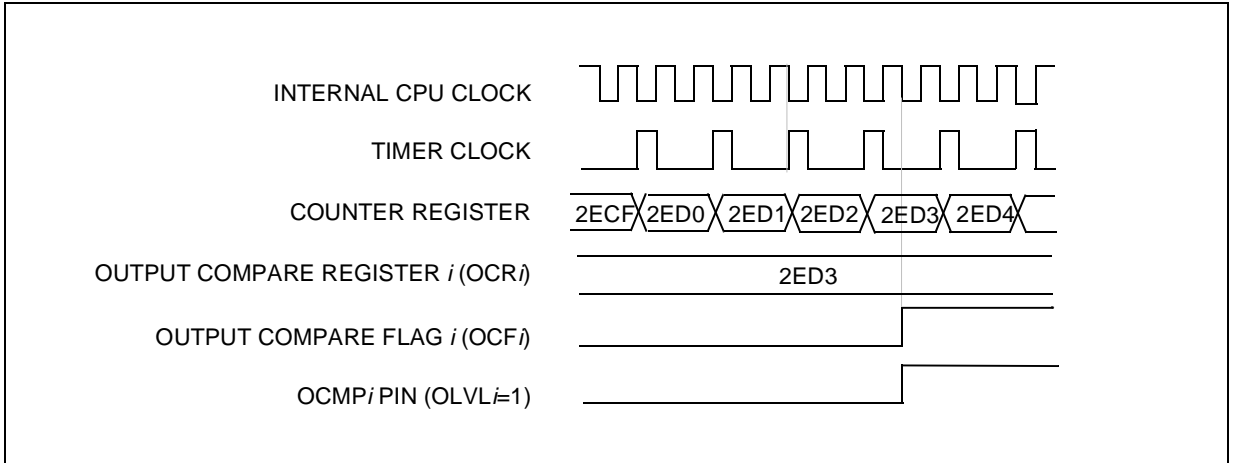 INTERNAL CPU CLOCK
TIMER CLOCK
COUNTER REGISTER 2ECF 2ED0 2ED1 2ED2 2ED3 2ED4
OUTPUT COMPARE REGISTER i (OCRi) 2ED3
OUTPUT COMPARE FLAG i (OCFi)
OCMPi PIN (OLVLi=1)